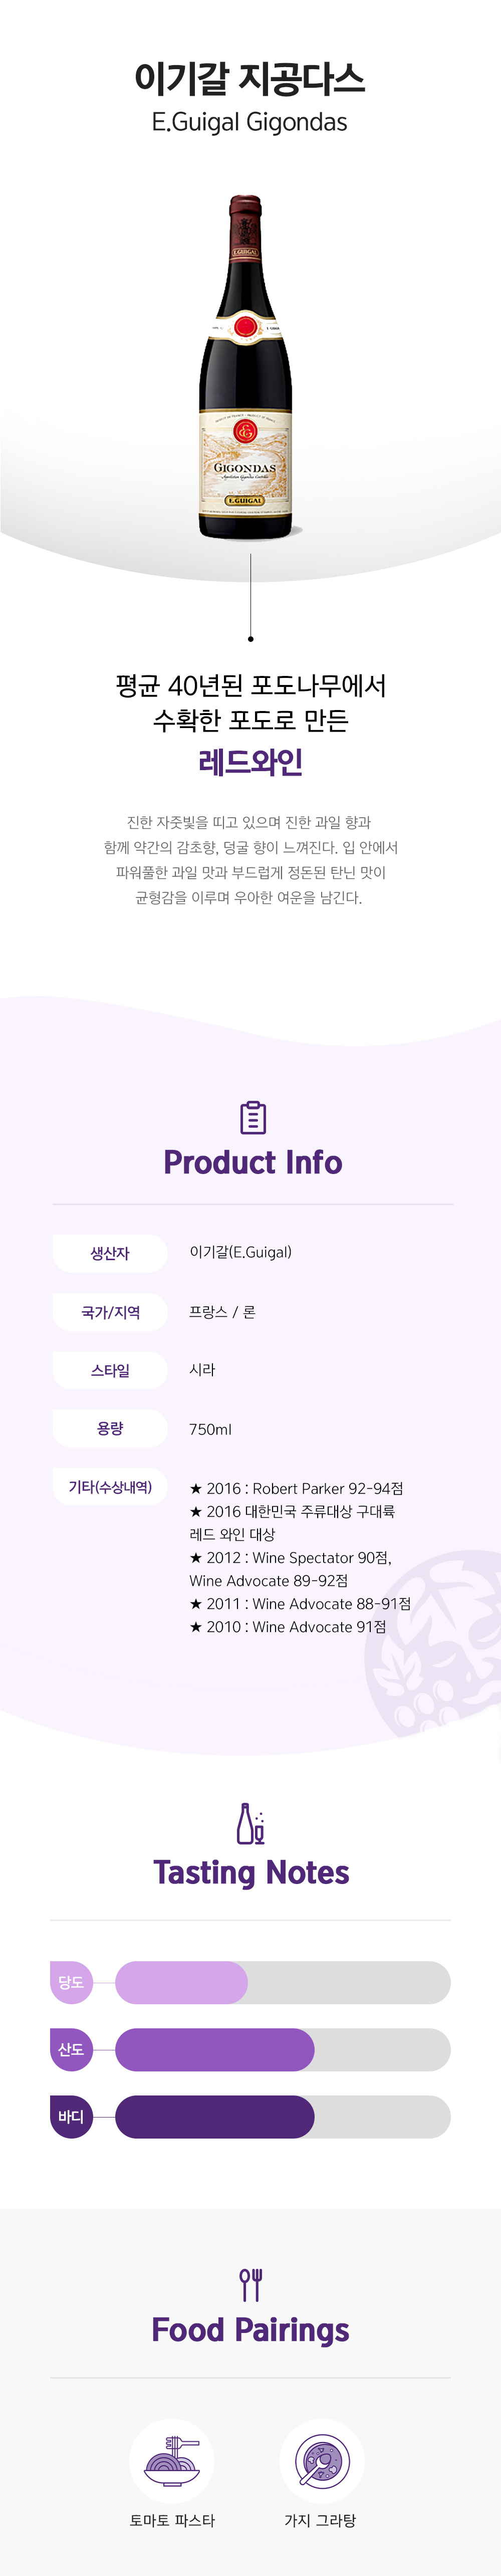 이기갈 지공다스
E.Guigal Gigondas
E.GUIGAL
GIGONDAS
Appellation Gigondas Contrôlée
E.GUIGAL
평균 40년된 포도나무에서
수확한 포도로 만든
레드와인
진한 자줏빛을 띠고 있으며 진한 과일 향과
함께 약간의 감초향, 덩굴 향이 느껴진다. 입 안에서
파워풀한 과일 맛과 부드럽게 정돈된 탄닌 맛이
균형감을 이루며 우아한 여운을 남긴다.
Product Info
생산자 이기갈(E.Guigal)
국가/지역 프랑스 / 론
스타일 시라
용량 750ml
기타(수상내역) ★ 2016 : Robert Parker 92-94점
★ 2016 대한민국 주류대상 구대륙
레드 와인 대상
★ 2012 : Wine Spectator 90점,
Wine Advocate 89-92점
★ 2011 : Wine Advocate 88-91점
★ 2010 : Wine Advocate 91점
Tasting Notes
당도
산도
바디
Food Pairings
토마토 파스타 가지 그라탕